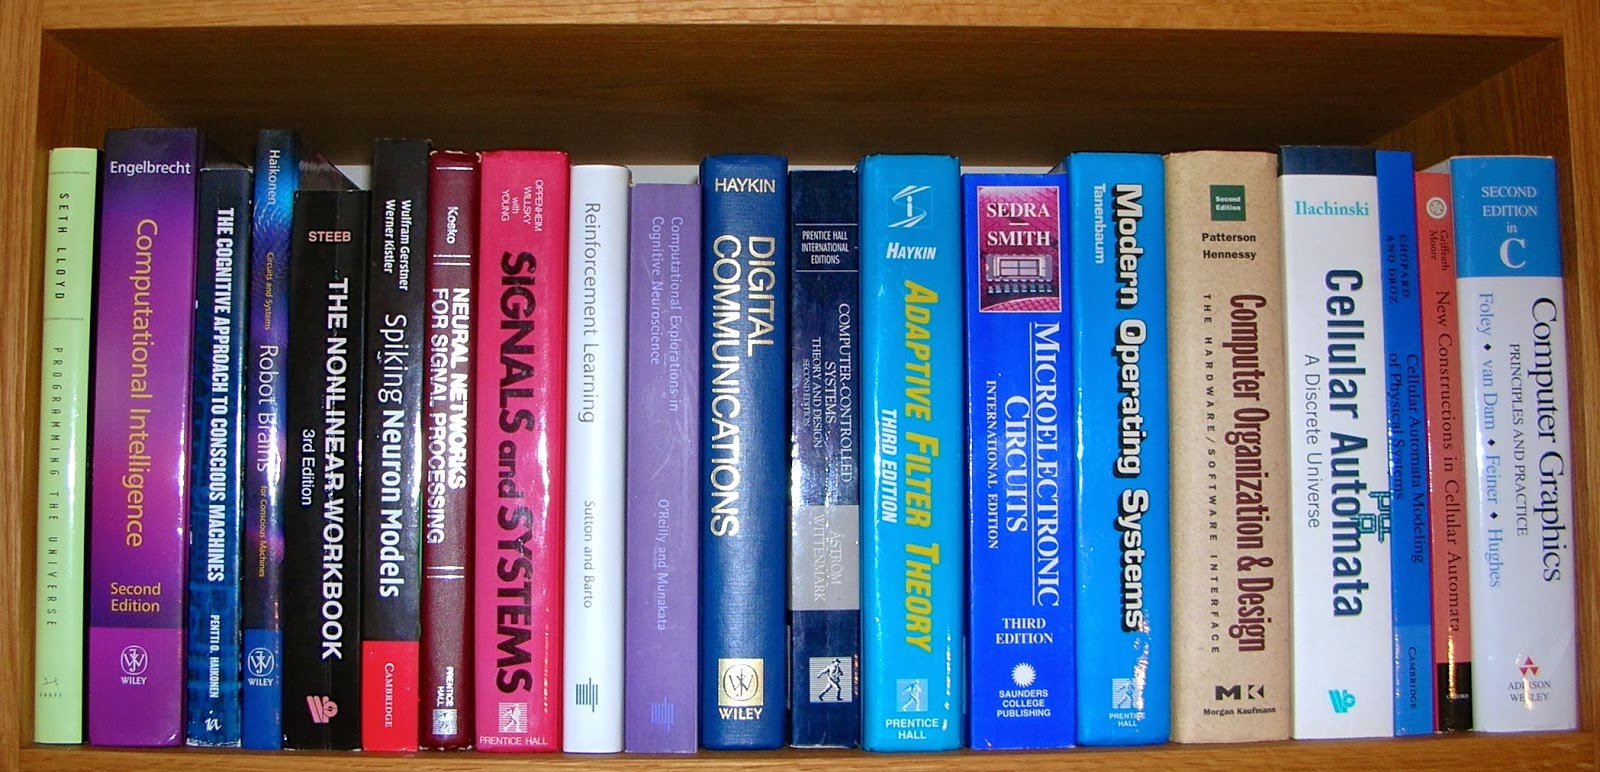 SETH LLOYD
PROGRAMMING THE UNIVERSE
KNOPF
Engelbrecht
Computational Intelligence
Second
Edition
WILEY
THE COGNITIVE APPROACH TO CONSCIOUS MACHINES
PENTTI O. HAIKONEN
ia
Haikonen
Circuits and Systems
Robot Brains
for Conscious Machines
WILEY
STEEB
THE NONLINEAR WORKBOOK
3rd Edition
Wulfram Gerstner
Werner Kistler
Spiking Neuron Models
CAMBRIDGE
Kosko
NEURAL NETWORKS
FOR SIGNAL PROCESSING
PRENTICE
HALL
OPPENHEIM
WILLSKY
with
YOUNG
SIGNALS and SYSTEMS
PRENTICE HALL
Reinforcement Learning
Sutton and Barto
Computational Explorations in
Cognitive Neuroscience
O'Reilly and Munakata
HAYKIN
DIGITAL
COMMUNICATIONS
WILEY
PRENTICE HALL
INTERNATIONAL
EDITIONS
COMPUTER CONTROLLED
SYSTEMS
THEORY AND DESIGN
SECOND EDITION
ÅSTROM
WITTENMARK
HAYKIN
ADAPTIVE FILTER THEORY
THIRD EDITION
PRENTICE
HALL
SEDRA
SMITH
MICROELECTRONIC
CIRCUITS
INTERNATIONAL EDITION
THIRD
EDITION
SAUNDERS
COLLEGE
PUBLISHING
Modern Operating Systems
Tanenbaum
PRENTICE
HALL
Second
Edition
Patterson
Hennessy
Computer Organization & Design
THE HARDWARE/SOFTWARE INTERFACE
MK
Morgan Kaufmann
Ilachinski
Cellular Automata
A Discrete Universe
CHOPARD
AND DROZ
Cellular Automata Modeling
of Physical Systems
CAMBRIDGE
Griffeath
Moore
New Constructions in Cellular Automata
OXFORD
SECOND
EDITION
in
C
Computer Graphics
PRINCIPLES AND PRACTICE
Foley ♦ van Dam ♦ Feiner ♦ Hughes
ADDISON
WESLEY